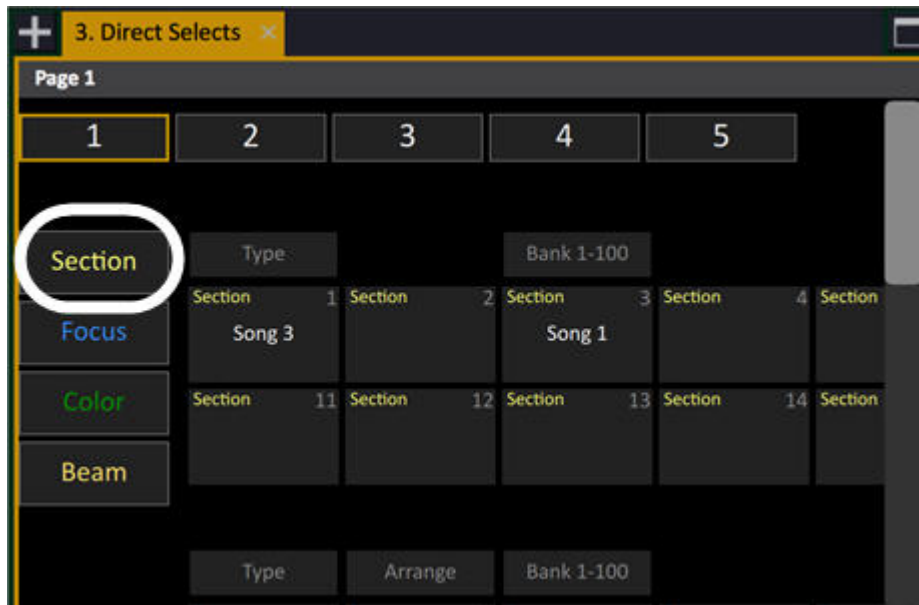 3. Direct Selects
Page 1
1 2 3 4 5
Section Type Bank 1-100
Section 1 Section 2 Section 3 Section 4 Section
Focus Song 3 Song 1
Color Section 11 Section 12 Section 13 Section 14 Section
Beam
Type Arrange Bank 1-100